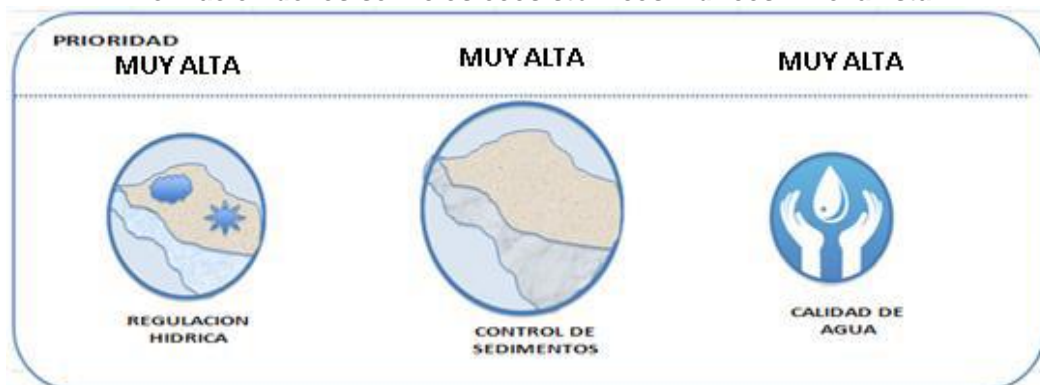 PRIORIDAD
MUY ALTA MUY ALTA MUY ALTA
REGULACION
HIDRICA
CONTROL DE
SEDIMENTOS
CALIDAD DE
AGUA